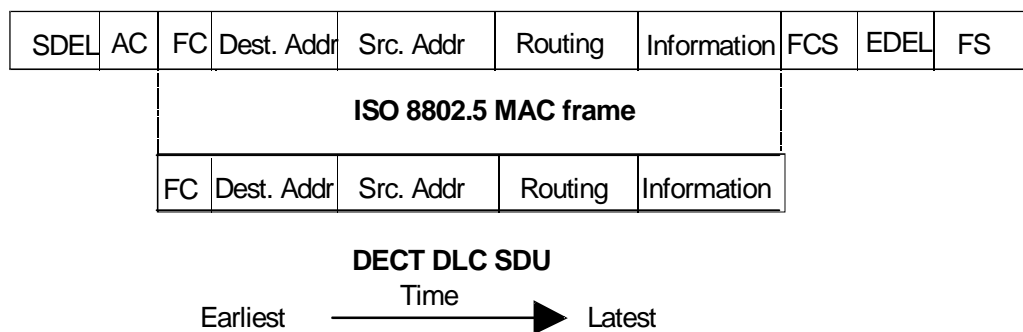 SDEL AC FC Dest. Addr Src. Addr Routing Information FCS EDEL FS
ISO 8802.5 MAC frame
FC Dest. Addr Src. Addr Routing Information
DECT DLC SDU
Time
Earliest Latest